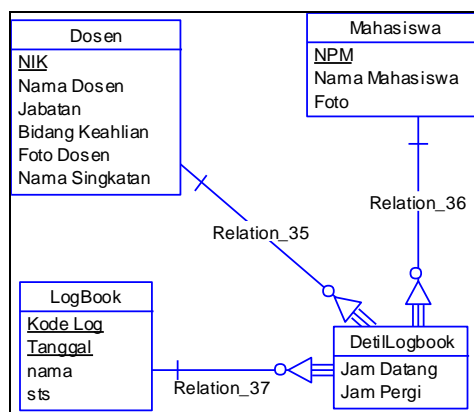 Dosen
NIK
Nama Dosen
Jabatan
Bidang Keahlian
Foto Dosen
Nama Singkatan
Mahasiswa
NPM
Nama Mahasiswa
Foto
Relation_36
Relation_35
LogBook
Kode Log
Tanggal
nama
sts
Relation_37
DetilLogbook
Jam Datang
Jam Pergi